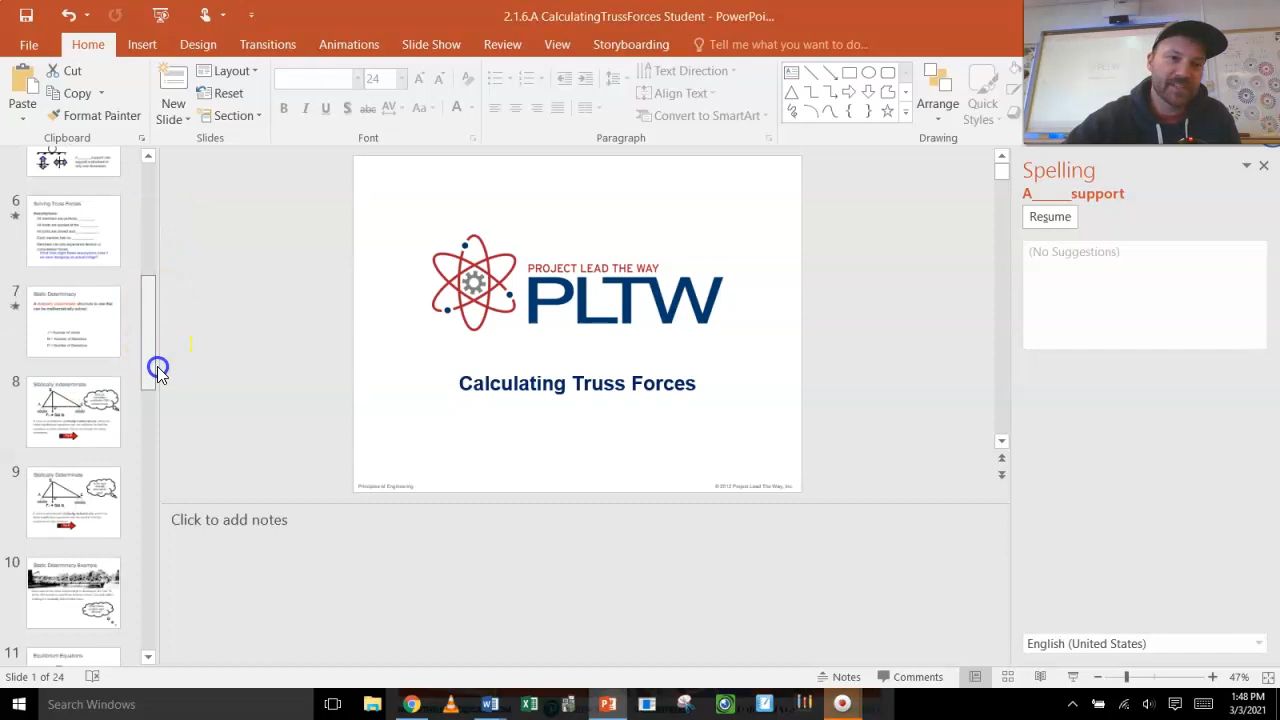 2.1.6.A CalculatingTrussForces Student - PowerPoi...
File Home Insert Design Transitions Animations Slide Show Review View Storyboarding Tell me what you want to do...
Cut
Copy
Format Painter
Paste
Clipboard
New Slide
Layout
Reset
Section
Slides
24
B I U S abc AV Aa A
Font
Text Direction
Align Text
Convert to SmartArt
Paragraph
Arrange
Quick Styles
Drawing
6
Solving Truss Forces
7
Static Determinacy
8
Statically Indeterminate
9
Statically Determinate
10
Static Determinacy Example
11
Equilibrium Equations
PROJECT LEAD THE WAY
PLTW
Calculating Truss Forces
Principles of Engineering
© 2012 Project Lead The Way, Inc.
Click to add notes
Spelling
A_____support
Resume
(No Suggestions)
English (United States)
Slide 1 of 24
Notes
Comments
47%
Search Windows
1:48 PM
3/3/2021